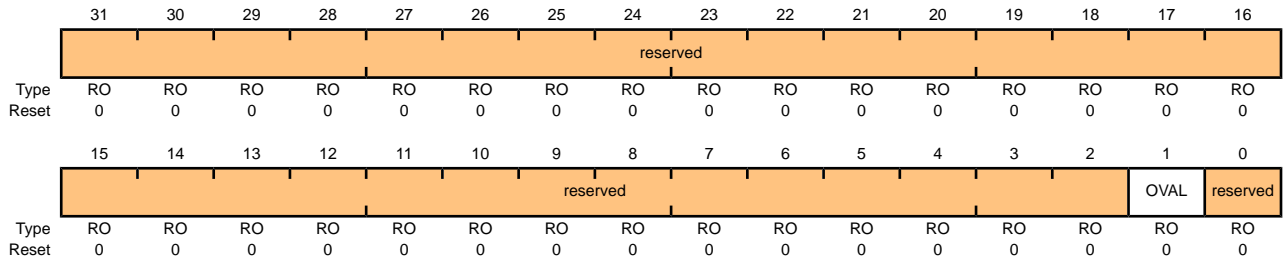 31 30 29 28 27 26 25 24 23 22 21 20 19 18 17 16
reserved
Type RO RO RO RO RO RO RO RO RO RO RO RO RO RO RO RO
Reset 0 0 0 0 0 0 0 0 0 0 0 0 0 0 0 0
15 14 13 12 11 10 9 8 7 6 5 4 3 2 1 0
reserved OVAL reserved
Type RO RO RO RO RO RO RO RO RO RO RO RO RO RO RO RO
Reset 0 0 0 0 0 0 0 0 0 0 0 0 0 0 0 0